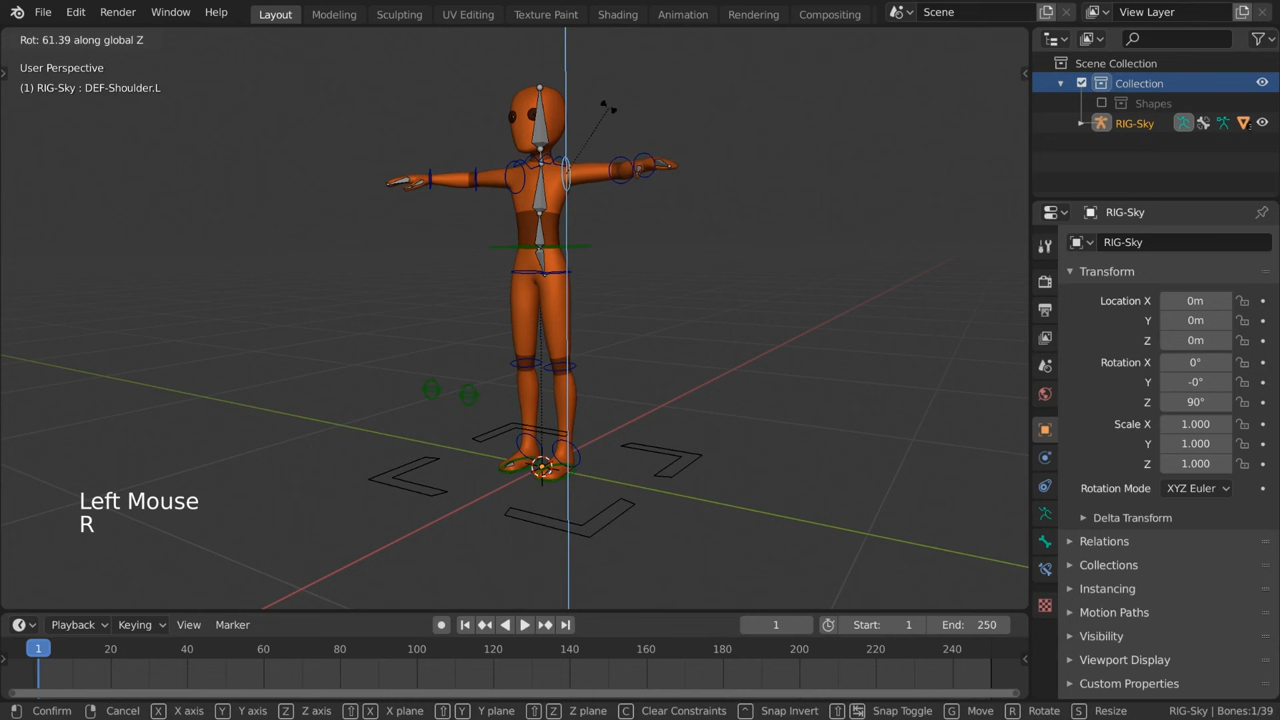 File Edit Render Window Help Layout Modeling Sculpting UV Editing Texture Paint Shading Animation Rendering Compositing Scene View Layer
Rot: 61.39 along global Z
User Perspective
(1) RIG-Sky : DEF-Shoulder.L
Scene Collection
Collection
Shapes
RIG-Sky
RIG-Sky
RIG-Sky
Transform
Location X 0m
Y 0m
Z 0m
Rotation X 0°
Y -0°
Z 90°
Scale X 1.000
Y 1.000
Z 1.000
Rotation Mode XYZ Euler
Delta Transform
Relations
Collections
Instancing
Motion Paths
Visibility
Viewport Display
Custom Properties
Left Mouse
R
Playback Keying View Marker 1 Start: 1 End: 250
1 20 40 60 80 100 120 140 160 180 200 220 240
Confirm Cancel X X axis Y Y axis Z Z axis X X plane Y Y plane Z Z plane C Clear Constraints ^ Snap Invert Snap Toggle G Move R Rotate S Resize RIG-Sky | Bones:1/39